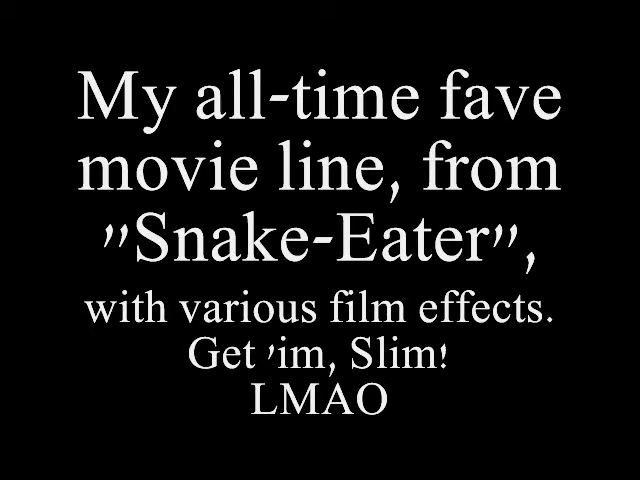 My all-time fave
movie line, from
"Snake-Eater",
with various film effects.
Get 'im, Slim!
LMAO